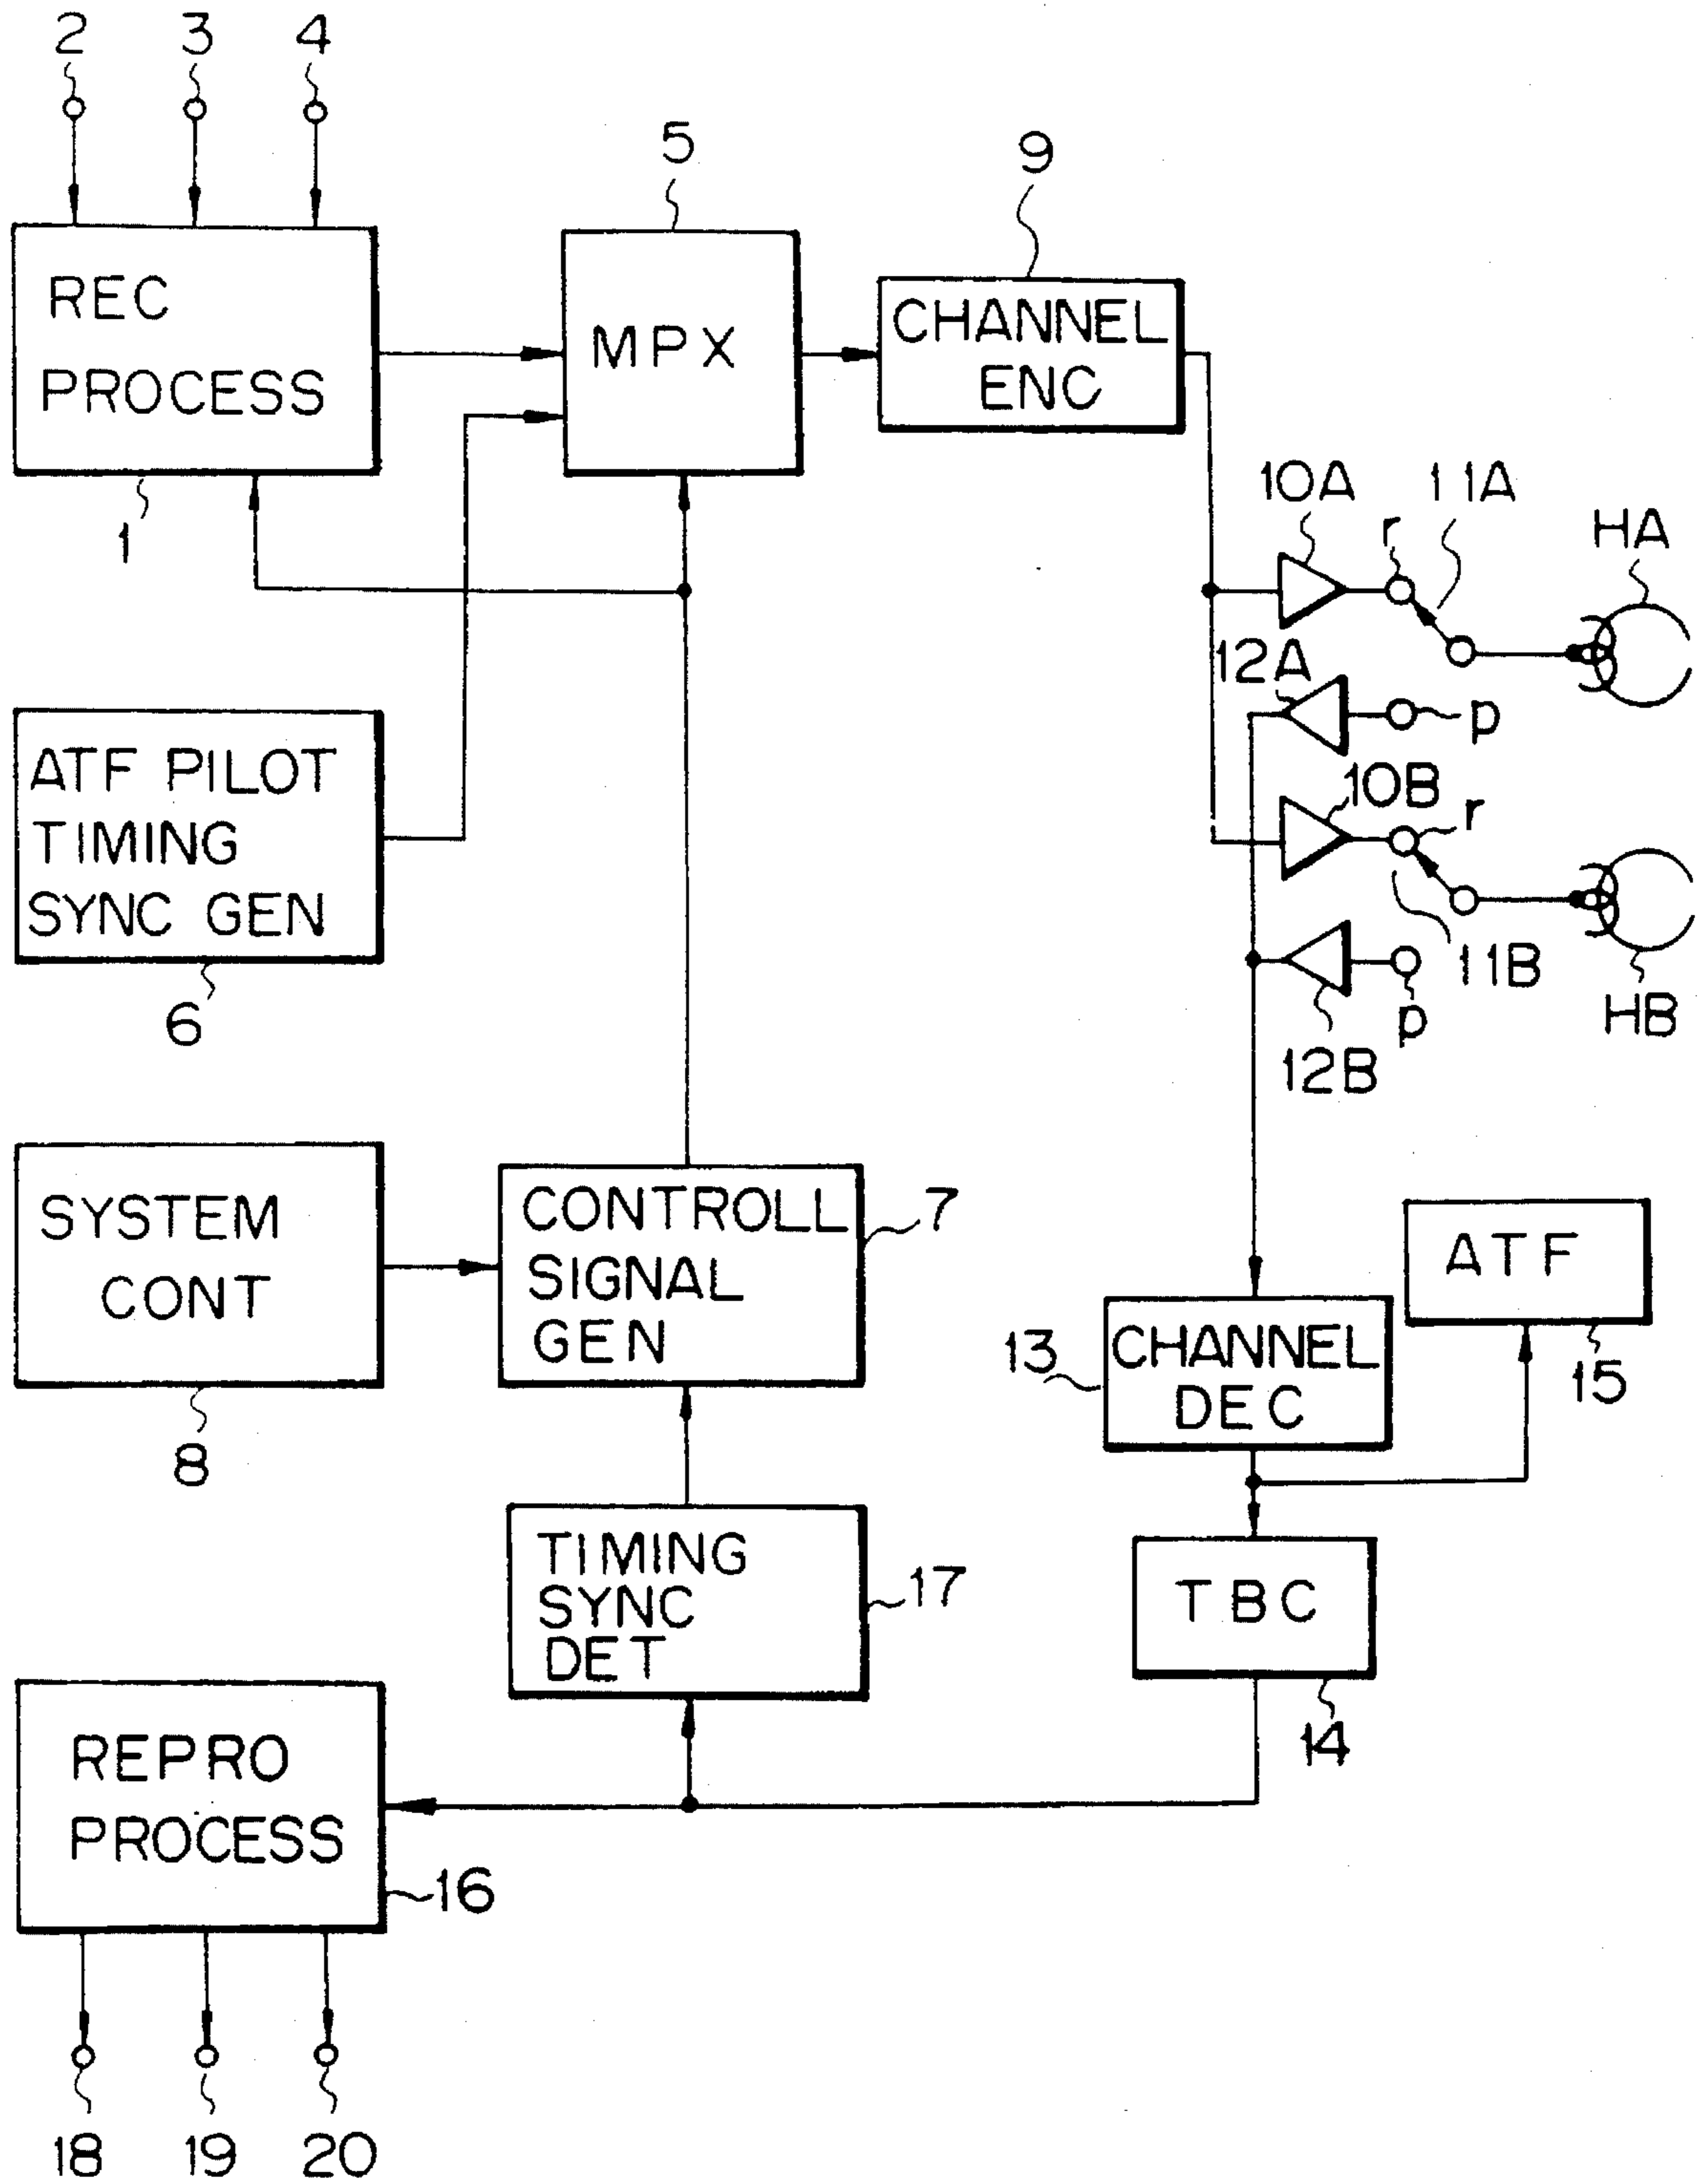 2 3 4
5
9
REC
PROCESS
MPX
CHANNEL
ENC
1
10A
r
11A
HA
12A
p
ATF PILOT
TIMING
SYNC GEN
6
10B
r
11B
HB
12B
p
SYSTEM
CONT
8
CONTROLL
SIGNAL
GEN
7
ATF
15
13
CHANNEL
DEC
TIMING
SYNC
DET
17
TBC
14
REPRO
PROCESS
16
18 19 20